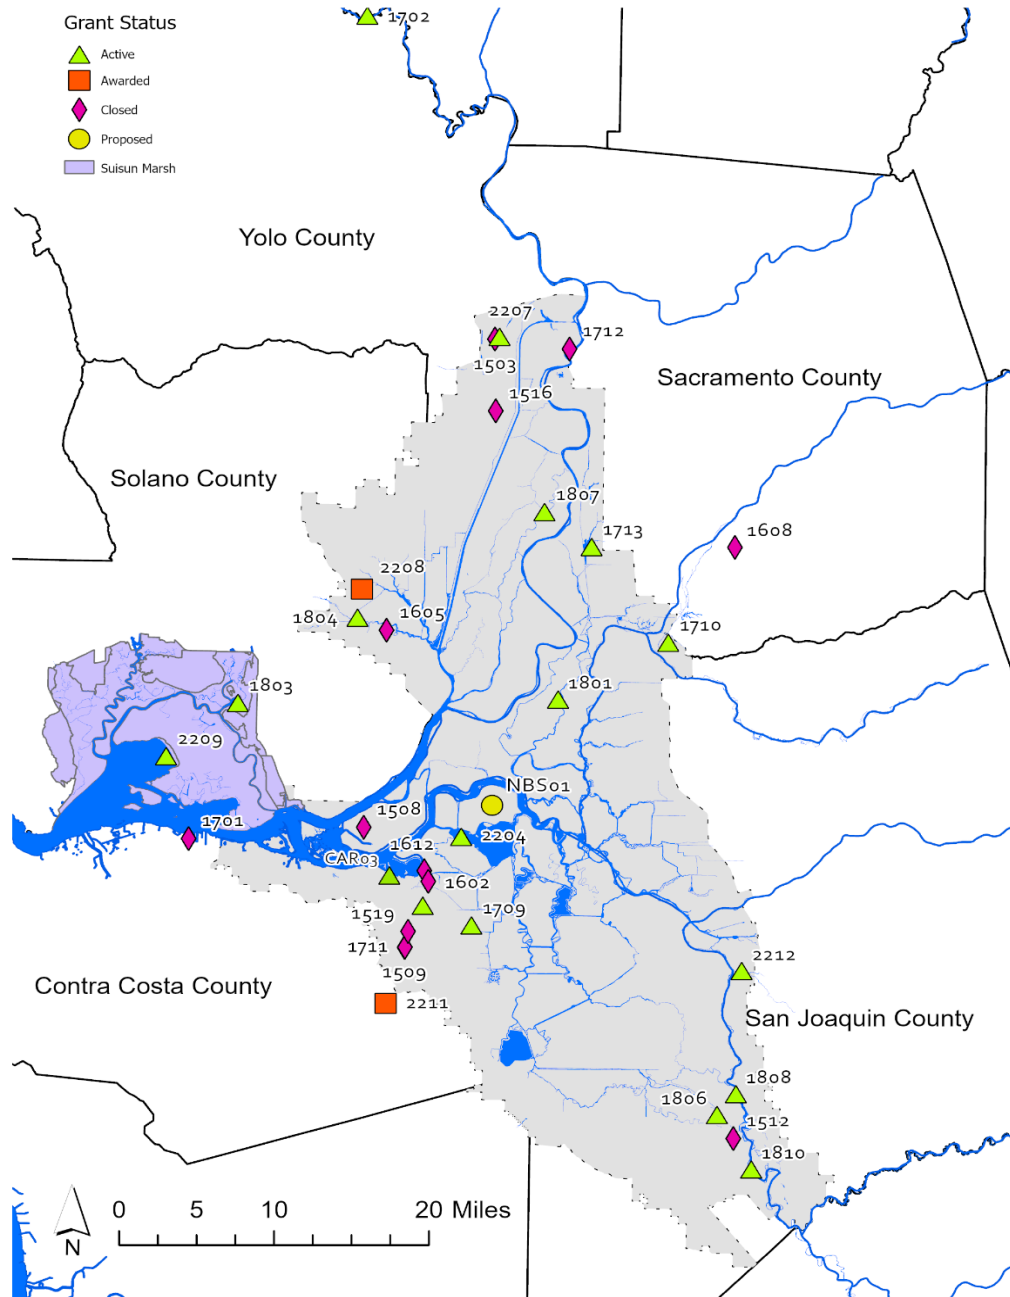 Grant Status
Active
Awarded
Closed
Proposed
Suisun Marsh
1702
Yolo County
2207
1712
1503
Sacramento County
1516
Solano County
1807
1713
1608
2208
1804
1605
1710
1803
1801
2209
NBS01
1508
1701
1612
2204
CAR03
1602
1519
1709
1711
1509
2212
Contra Costa County
2211
San Joaquin County
1808
1806
1512
1810
0 5 10 20 Miles
N